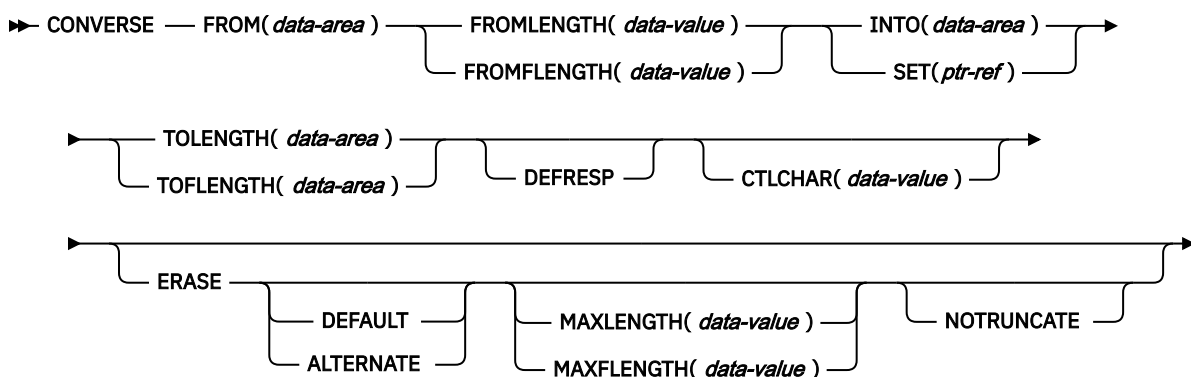 CONVERSE FROM( data-area ) FROMLENGTH( data-value ) INTO( data-area )
FROMFLENGTH( data-value ) SET( ptr-ref )
TOLENGTH( data-area )
TOFLENGTH( data-area ) DEFRESP CTLCHAR( data-value )
ERASE
DEFAULT MAXLENGTH( data-value ) NOTRUNCATE
ALTERNATE MAXFLENGTH( data-value )